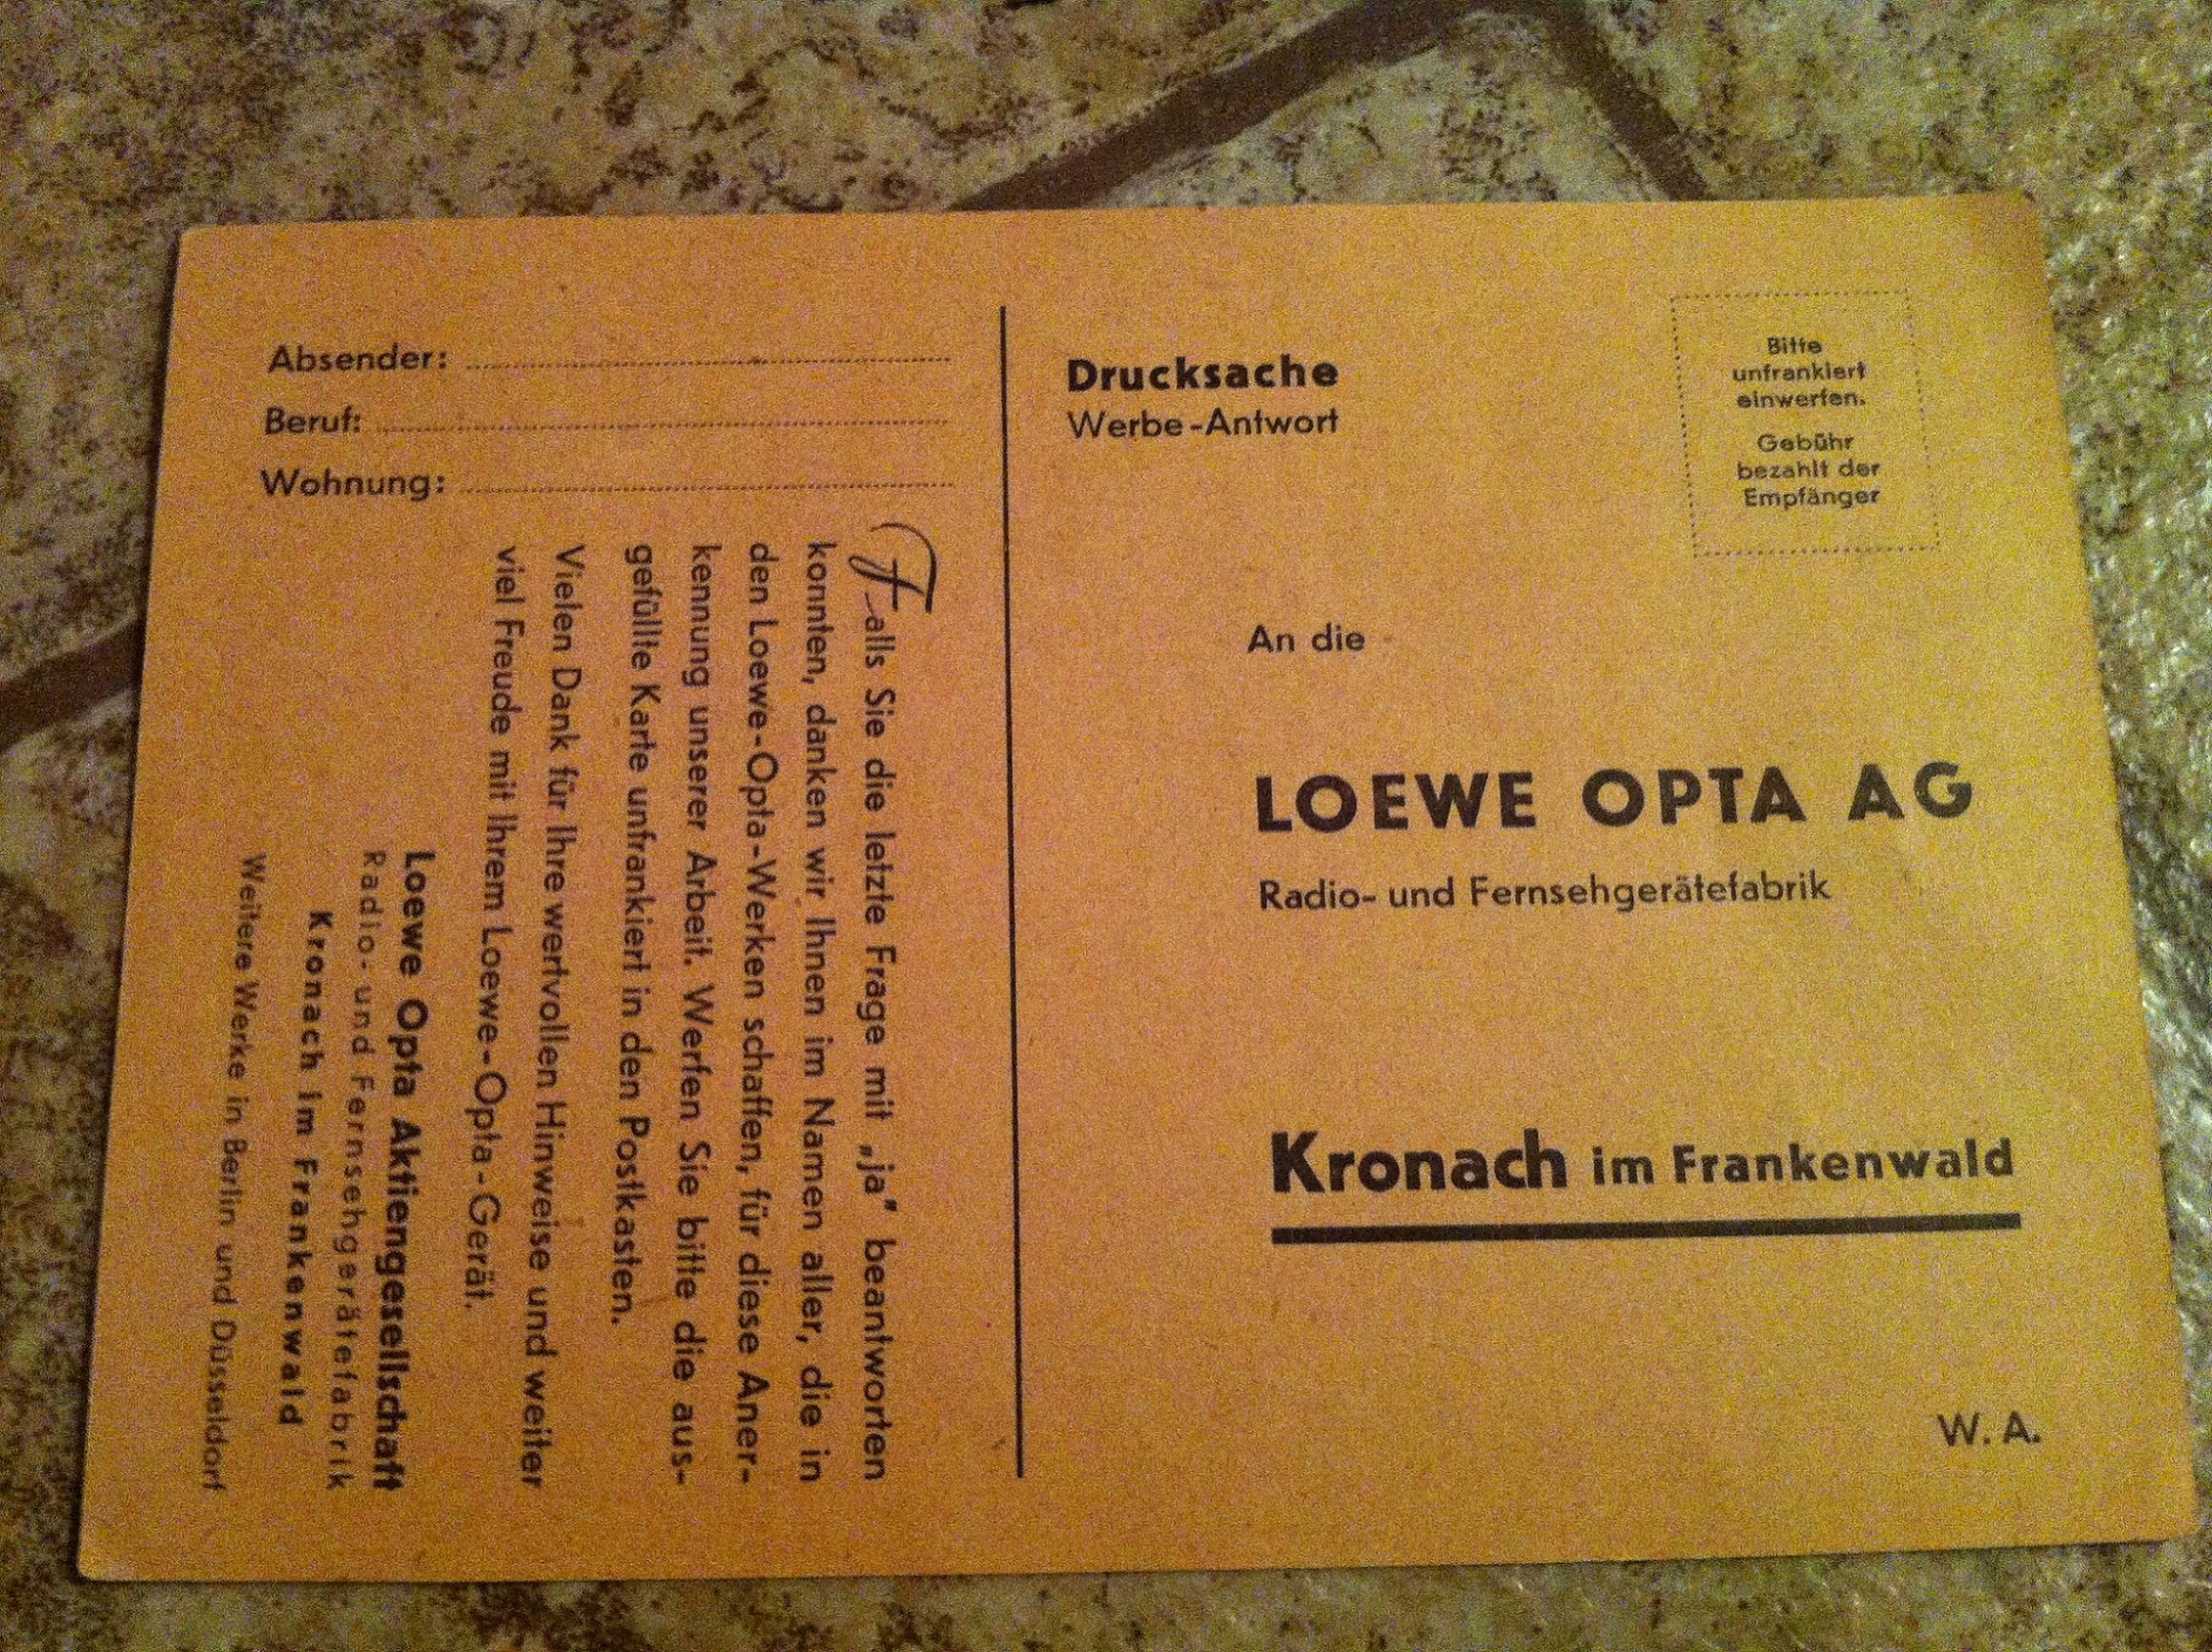 Absender:
Beruf:
Wohnung:
Falls Sie die letzte Frage mit „ja" beantworten
konnten, danken wir Ihnen im Namen aller, die in
den Loewe-Opta-Werken schaffen, für diese Aner-
kennung unserer Arbeit. Werfen Sie bitte die aus-
gefüllte Karte unfrankiert in den Postkasten.
Vielen Dank für Ihre wertvollen Hinweise und weiter
viel Freude mit Ihrem Loewe-Opta-Gerät.
Loewe Opta Aktiengesellschaft
Radio- und Fernsehgerätefabrik
Kronach im Frankenwald
Weitere Werke in Berlin und Düsseldorf
Drucksache
Werbe-Antwort
Bitte
unfrankiert
einwerfen.
Gebühr
bezahlt der
Empfänger
An die
LOEWE OPTA AG
Radio- und Fernsehgerätefabrik
Kronach im Frankenwald
W. A.